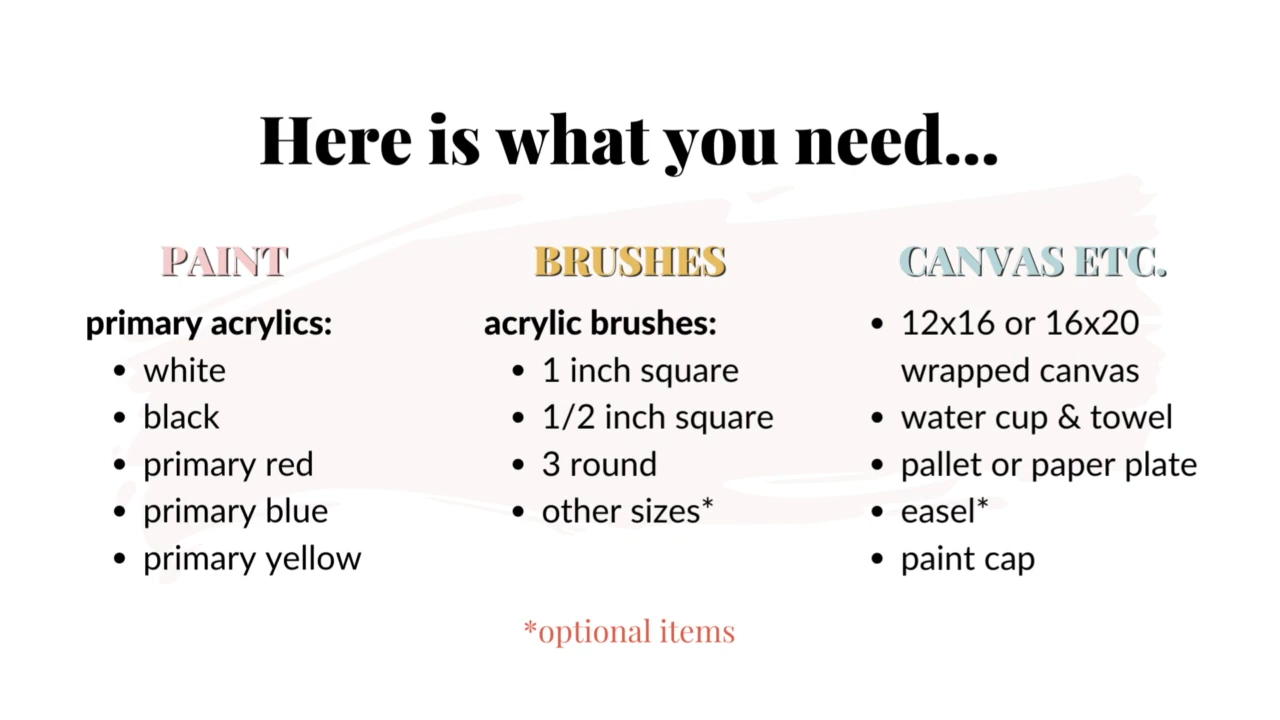 Here is what you need...
PAINT
primary acrylics:
• white
• black
• primary red
• primary blue
• primary yellow
BRUSHES
acrylic brushes:
• 1 inch square
• 1/2 inch square
• 3 round
• other sizes*
CANVAS ETC.
• 12x16 or 16x20
wrapped canvas
• water cup & towel
• pallet or paper plate
• easel*
• paint cap
*optional items